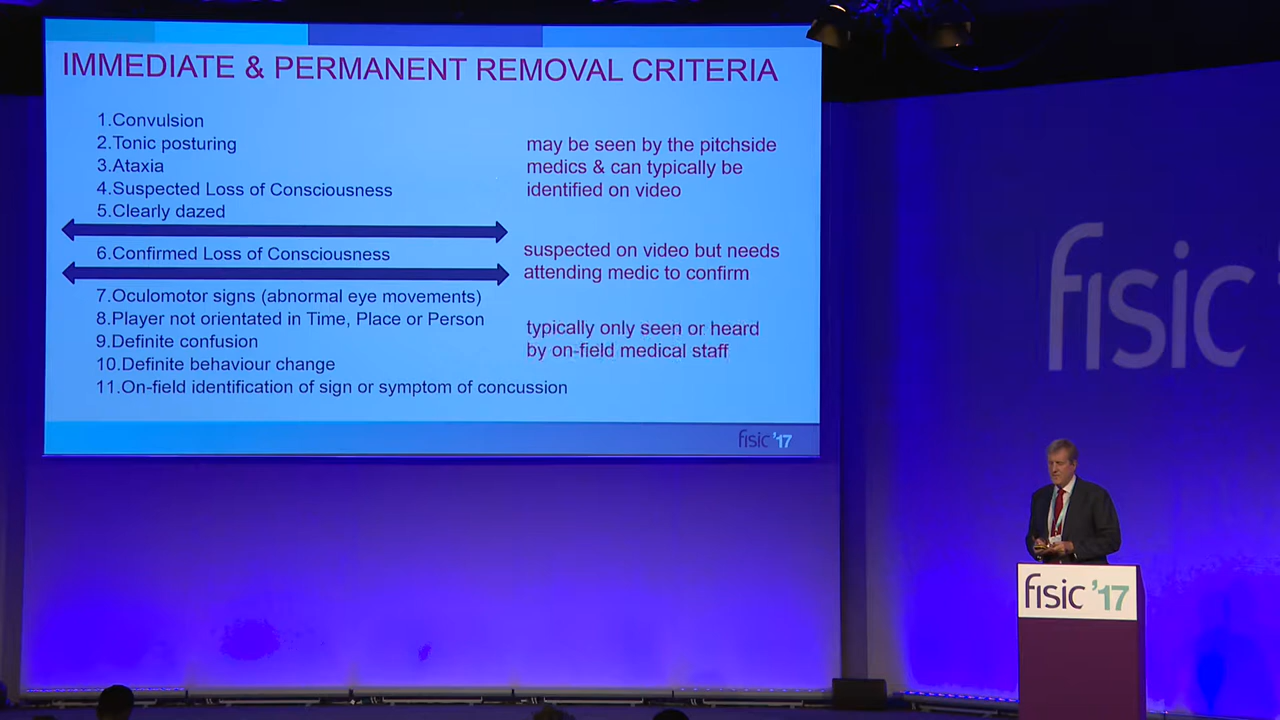 IMMEDIATE & PERMANENT REMOVAL CRITERIA
1.Convulsion
2.Tonic posturing
3.Ataxia
4.Suspected Loss of Consciousness
5.Clearly dazed
may be seen by the pitchside
medics & can typically be
identified on video
6.Confirmed Loss of Consciousness
suspected on video but needs
attending medic to confirm
7.Oculomotor signs (abnormal eye movements)
8.Player not orientated in Time, Place or Person
9.Definite confusion
10.Definite behaviour change
11.On-field identification of sign or symptom of concussion
typically only seen or heard
by on-field medical staff
fisic '17
fisic
fisic '17